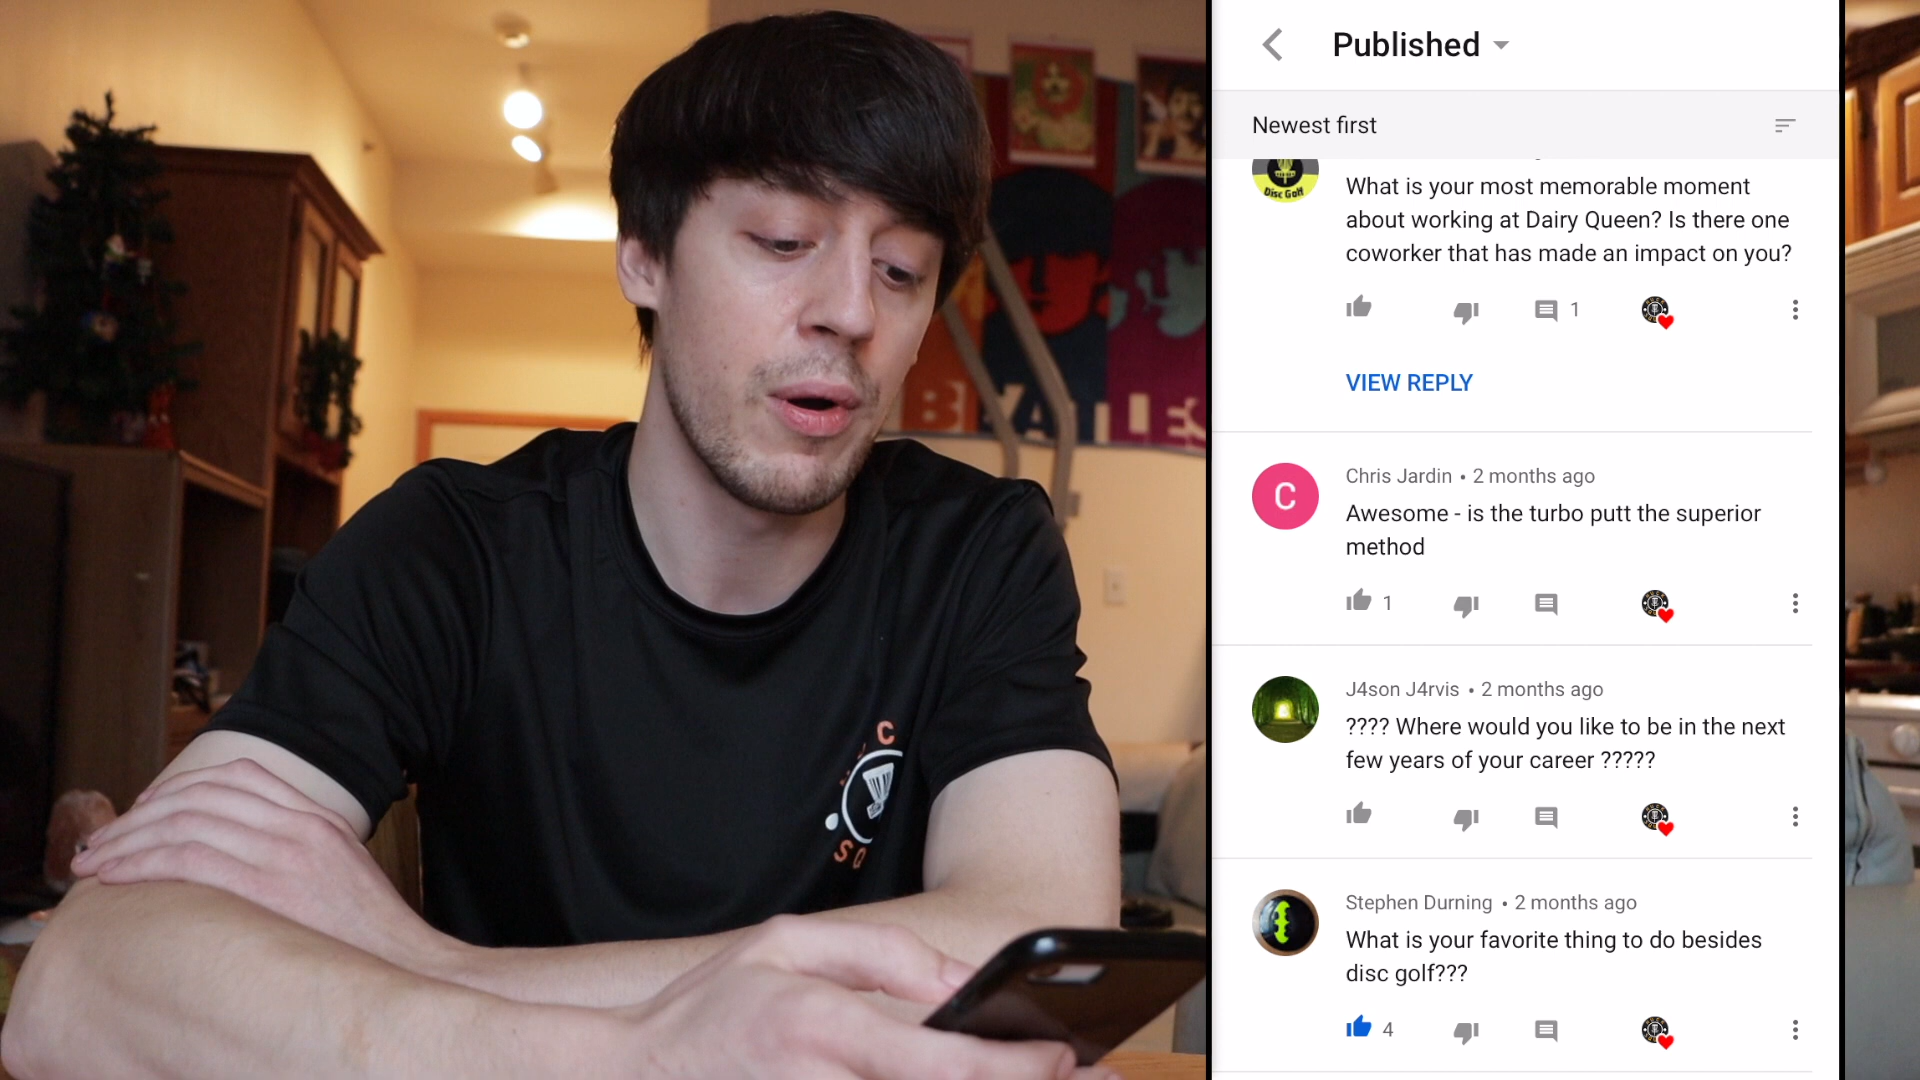 Published
Newest first
Disc Golf
What is your most memorable moment
about working at Dairy Queen? Is there one
coworker that has made an impact on you?
1
VIEW REPLY
C
Chris Jardin • 2 months ago
Awesome - is the turbo putt the superior
method
1
J4son J4rvis • 2 months ago
???? Where would you like to be in the next
few years of your career ?????
Stephen Durning • 2 months ago
What is your favorite thing to do besides
disc golf???
4